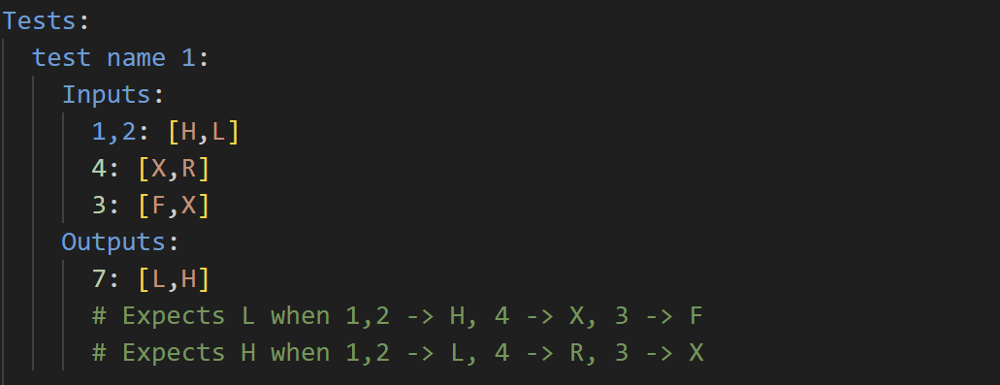 Tests:
test name 1:
Inputs:
1,2: [H,L]
4: [X,R]
3: [F,X]
Outputs:
7: [L,H]
# Expects L when 1,2 -> H, 4 -> X, 3 -> F
# Expects H when 1,2 -> L, 4 -> R, 3 -> X